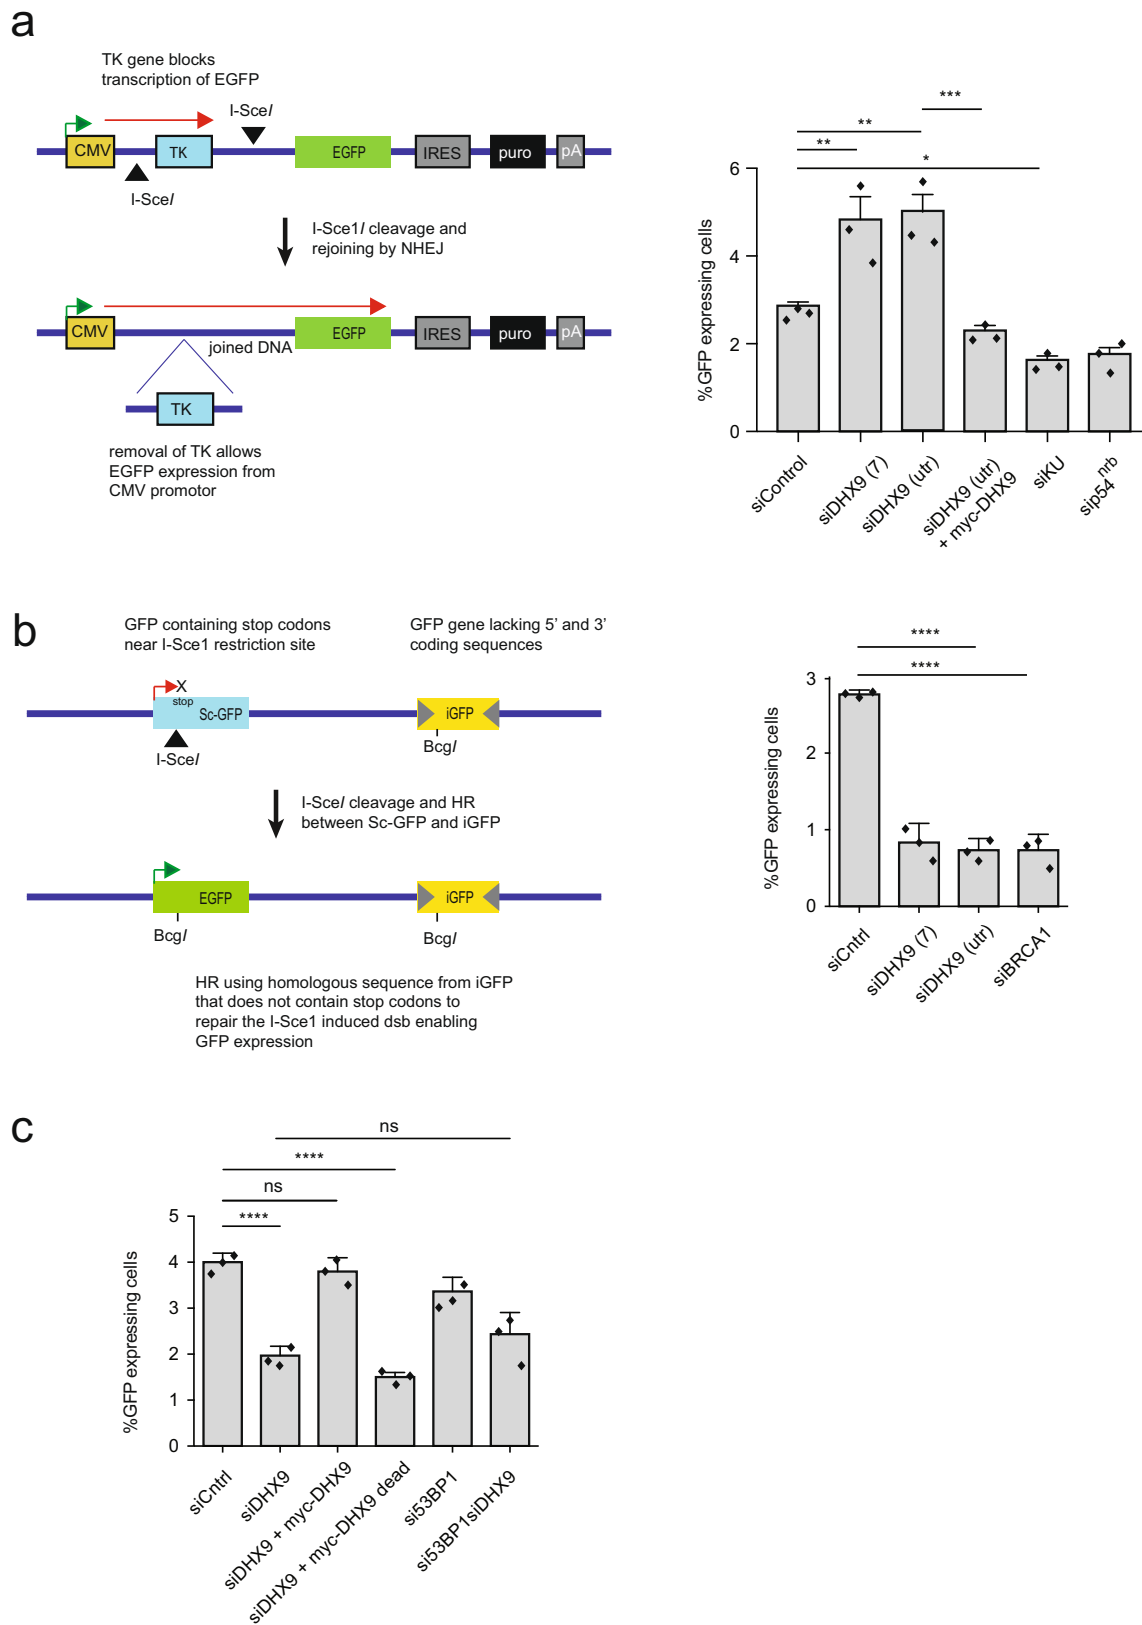 a
TK gene blocks
transcription of EGFP
I-SceI
CMV
TK
EGFP
IRES
puro
pA
I-SceI
I-Sce1I cleavage and
rejoining by NHEJ
CMV
EGFP
IRES
puro
pA
joined DNA
TK
removal of TK allows
EGFP expression from
CMV promotor
***
**
**
*
6
4
2
0
%GFP expressing cells
siControl
siDHX9 (7)
siDHX9 (utr)
siDHX9 (utr)
+ myc-DHX9
siKU
sip54nrb
b
GFP containing stop codons
near I-Sce1 restriction site
GFP gene lacking 5' and 3'
coding sequences
X
stop
Sc-GFP
iGFP
I-SceI
BcgI
I-SceI cleavage and HR
between Sc-GFP and iGFP
EGFP
iGFP
BcgI
BcgI
HR using homologous sequence from iGFP
that does not contain stop codons to
repair the I-Sce1 induced dsb enabling
GFP expression
****
****
3
2
1
0
%GFP expressing cells
siCntrl
siDHX9 (7)
siDHX9 (utr)
siBRCA1
c
ns
****
ns
****
5
4
3
2
1
0
%GFP expressing cells
siCntrl
siDHX9
siDHX9 + myc-DHX9
siDHX9 + myc-DHX9 dead
si53BP1
si53BP1siDHX9